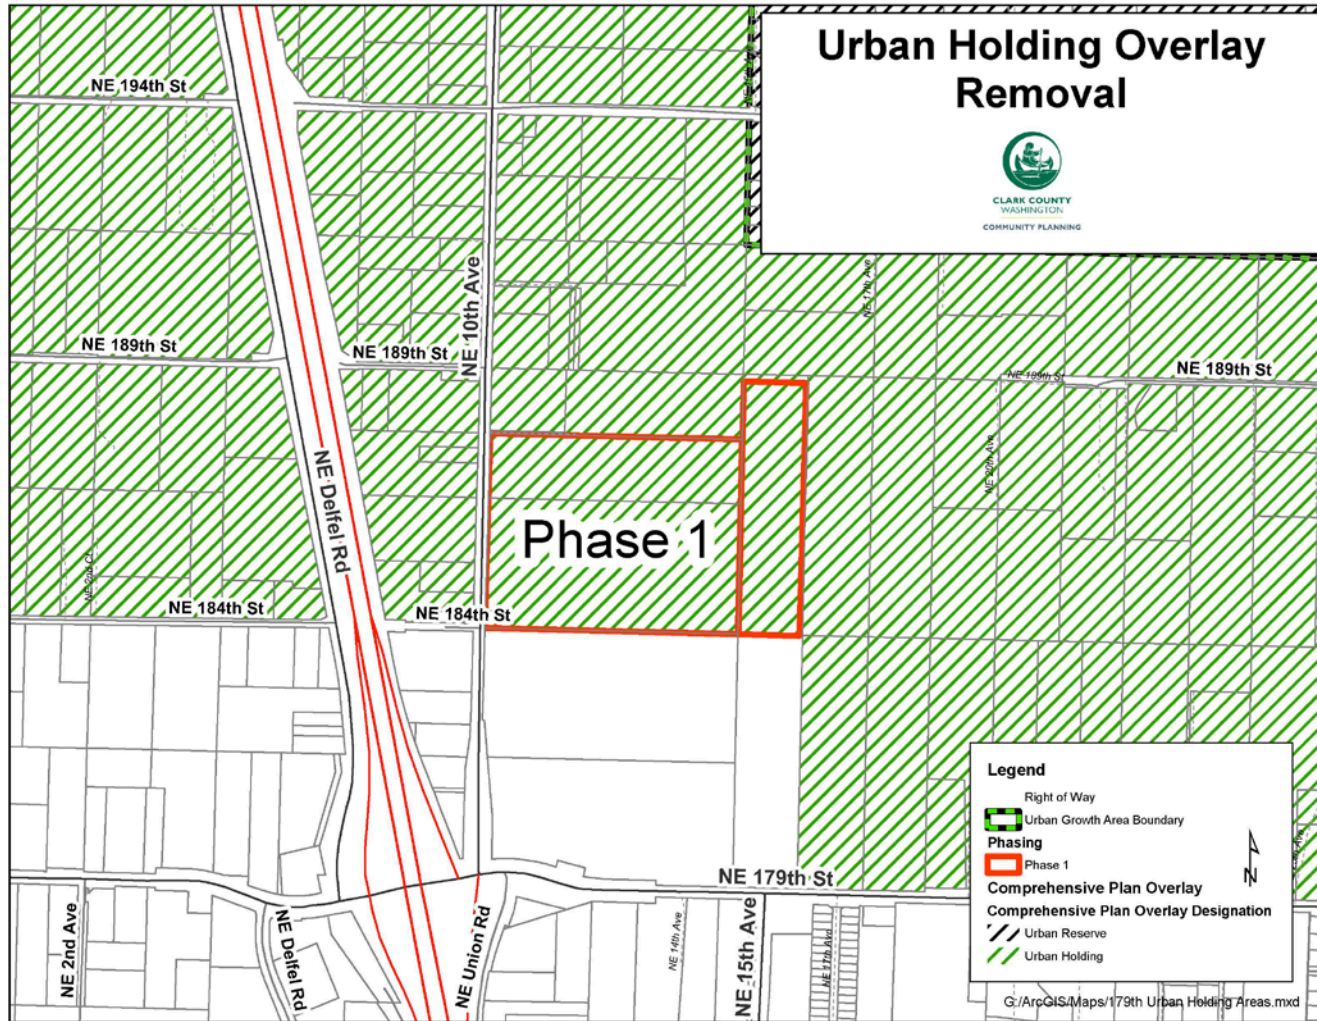 Urban Holding Overlay
Removal
CLARK COUNTY
WASHINGTON
COMMUNITY PLANNING
NE 194th St
NE 10th Ave
NE 17th Ave
NE 189th St
NE 189th St
NE 189th St
NE 189th St
NE 20th Ave
NE Delfel Rd
Phase 1
NE 2nd Ct
NE 184th St
NE 184th St
NE 179th St
NE 2nd Ave
NE Delfel Rd
NE Union Rd
NE 14th Ave
NE 15th Ave
NE 17th Ave
Legend
Right of Way
Urban Growth Area Boundary
Phasing
Phase 1
Comprehensive Plan Overlay
Comprehensive Plan Overlay Designation
Urban Reserve
Urban Holding
N
G:/ArcGIS/Maps/179th Urban Holding Areas.mxd